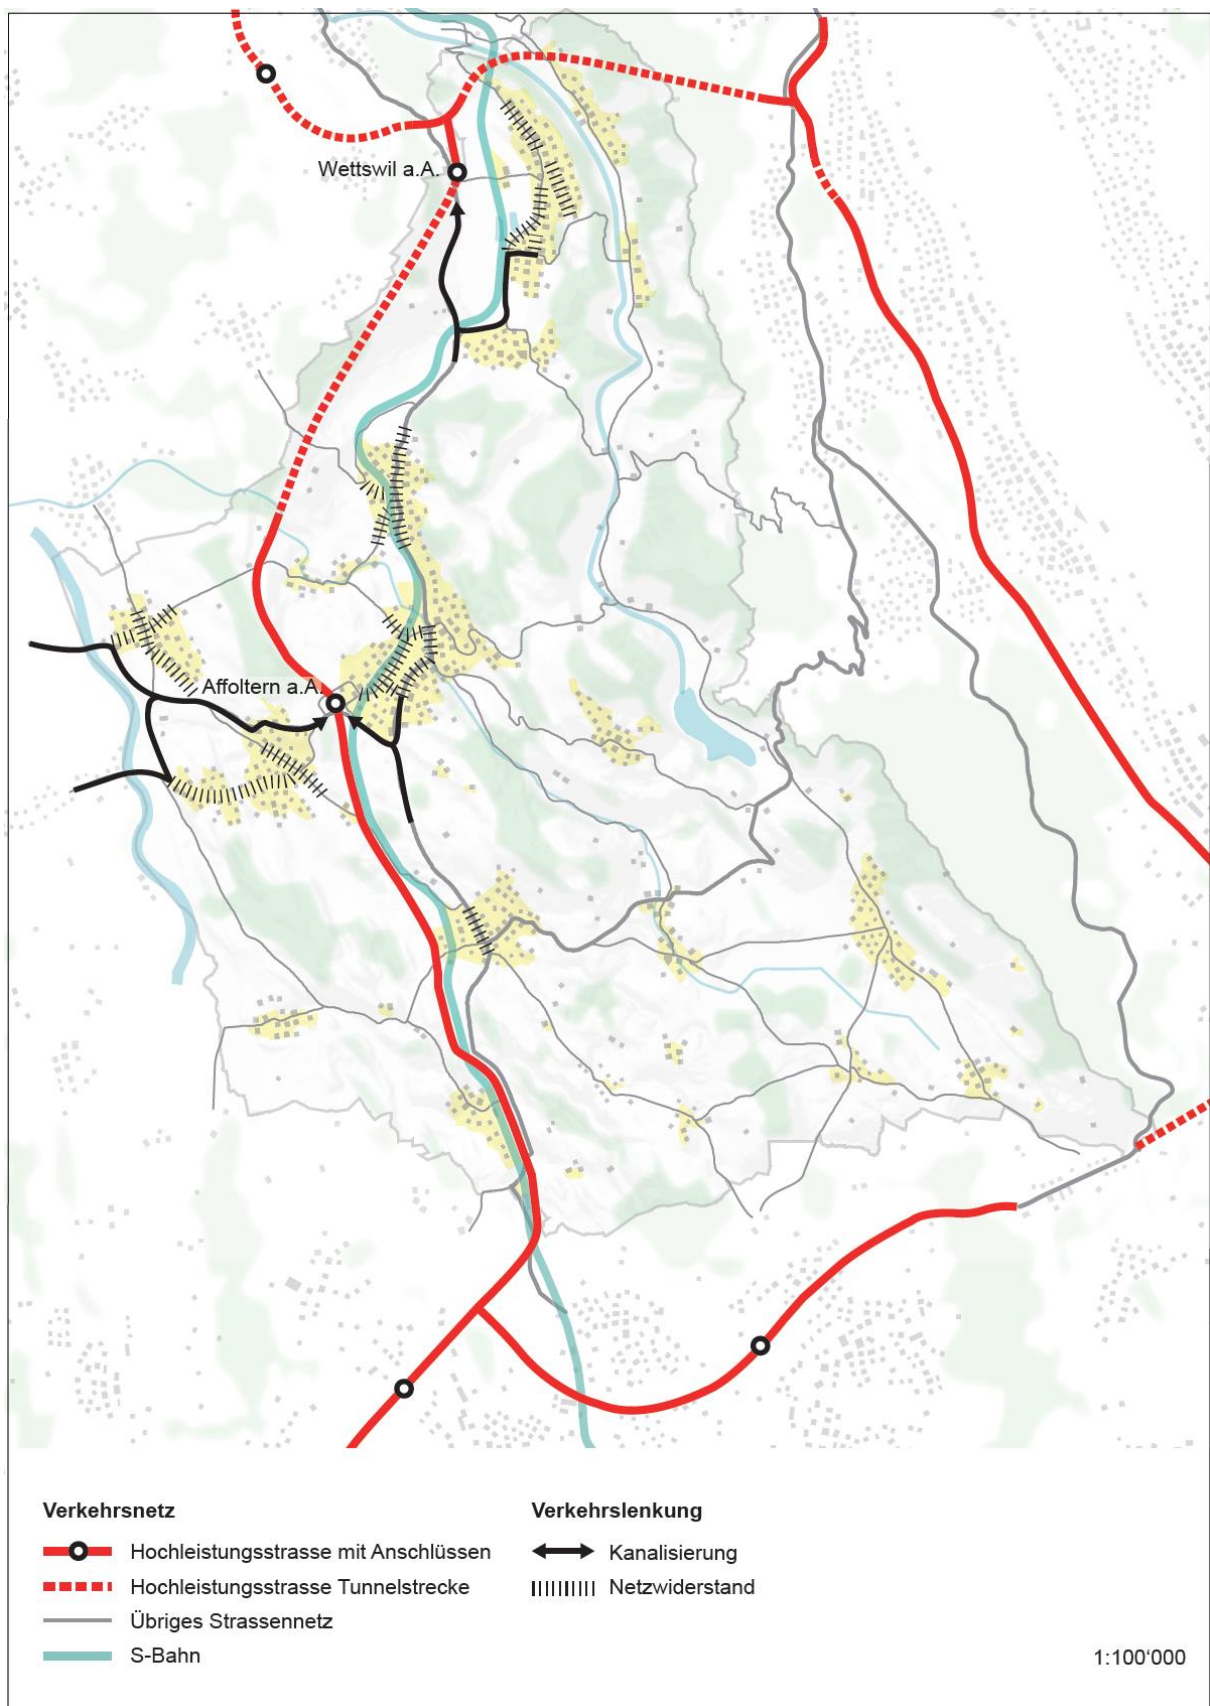 Wettswil a.A.
Affoltern a.A.
Verkehrsnetz
Hochleistungsstrasse mit Anschlüssen
Hochleistungsstrasse Tunnelstrecke
Übriges Strassennetz
S-Bahn
Verkehrslenkung
Kanalisierung
Netzwiderstand
1:100‘000